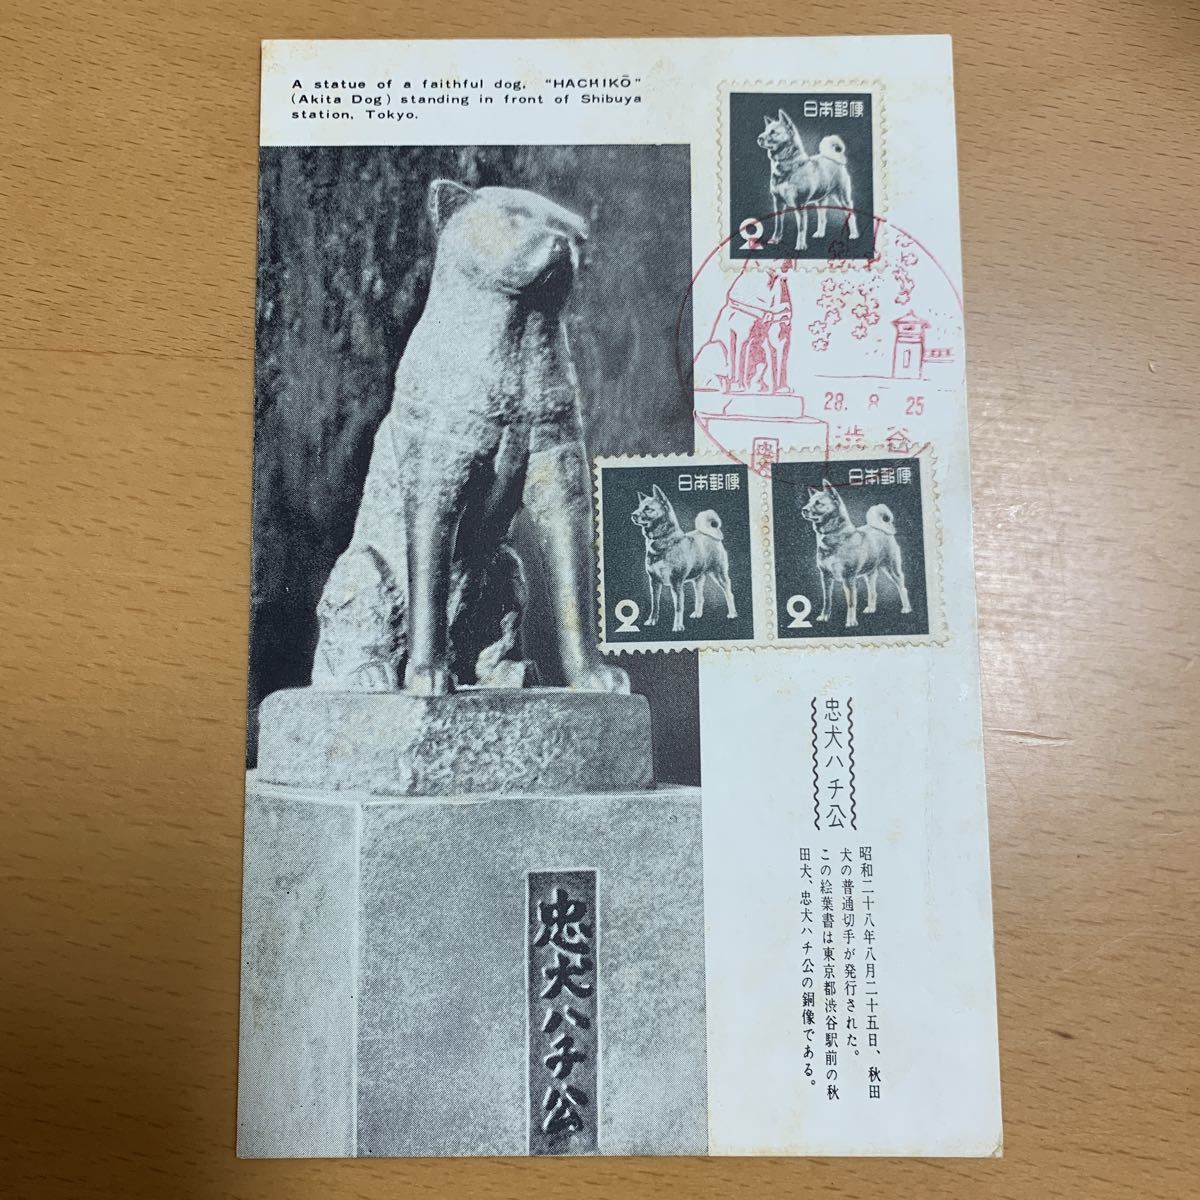 A statue of a faithful dog, "HACHIKŌ"
(Akita Dog) standing in front of Shibuya
station, Tokyo.
日本郵便
2
28. 8. 25
渋谷
忠犬
日本郵便
2
日本郵便
2
忠犬ハチ公
昭和二十八年八月二十五日、秋田
犬の普通切手が発行された。
この絵葉書は東京都渋谷駅前の秋
田犬、忠犬ハチ公の銅像である。
忠犬ハチ公